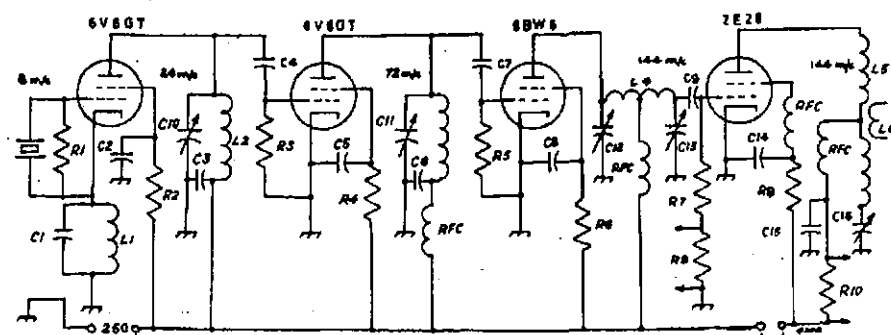 6V6GT
6V6GT
6BW6
2E26
8 m/c
24 m/c
72 m/c
144 m/c
144 m/c
R1
C2
C10
L2
C3
R2
C1
L1
C4
R3
C5
R4
C11
C6
RFC
C7
R5
C8
R6
C12
L4
RFC
C13
C9
R7
R8
C14
RFC
R9
RFC
C15
C16
L5
L6
R10
250